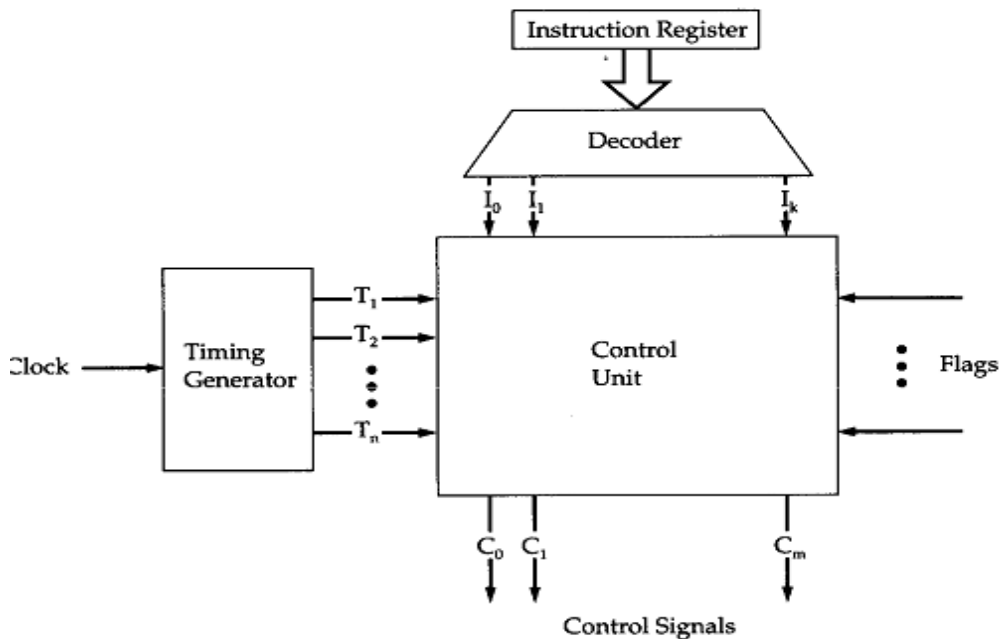 Instruction Register
Decoder
I₀ I₁ Iₖ
Clock
Timing
Generator
T₁
T₂
Tₙ
Control
Unit
Flags
C₀ C₁ Cₘ
Control Signals